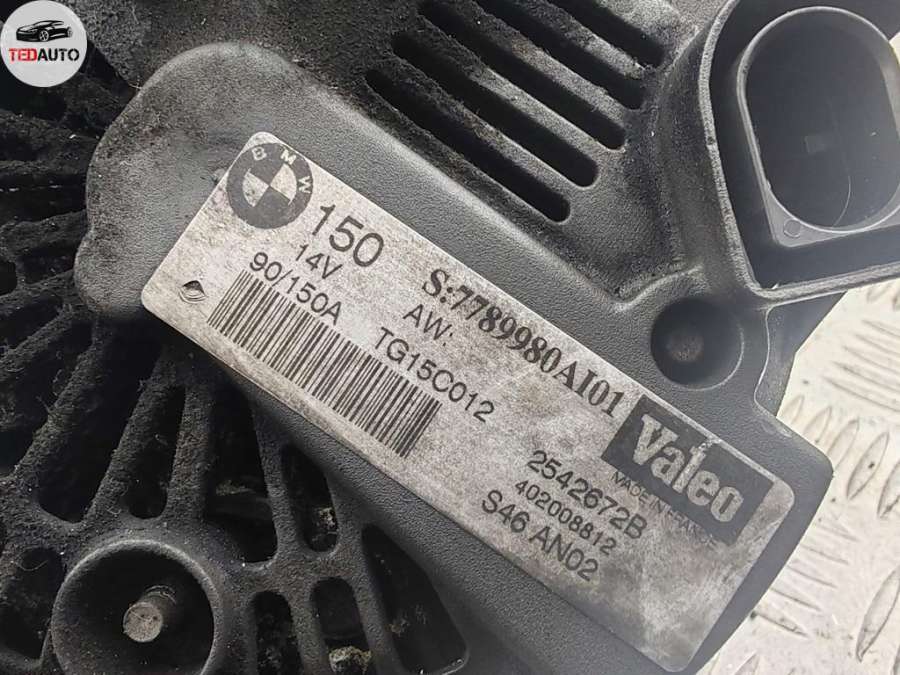 TEDAUTO
BMW
150
14V
90/150A
S:7789980AI01
AW:
TG15C012
Valeo
MADE IN FRANCE
2542672B
402008812
S46 AN02